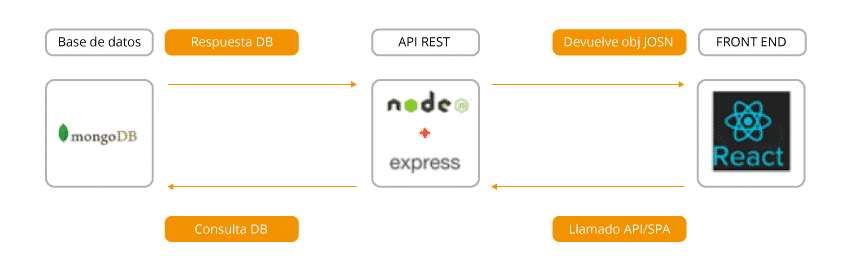 Base de datos
Respuesta DB
API REST
Devuelve obj JOSN
FRONT END
mongoDB
node
JS
+
express
React
Consulta DB
Llamado API/SPA